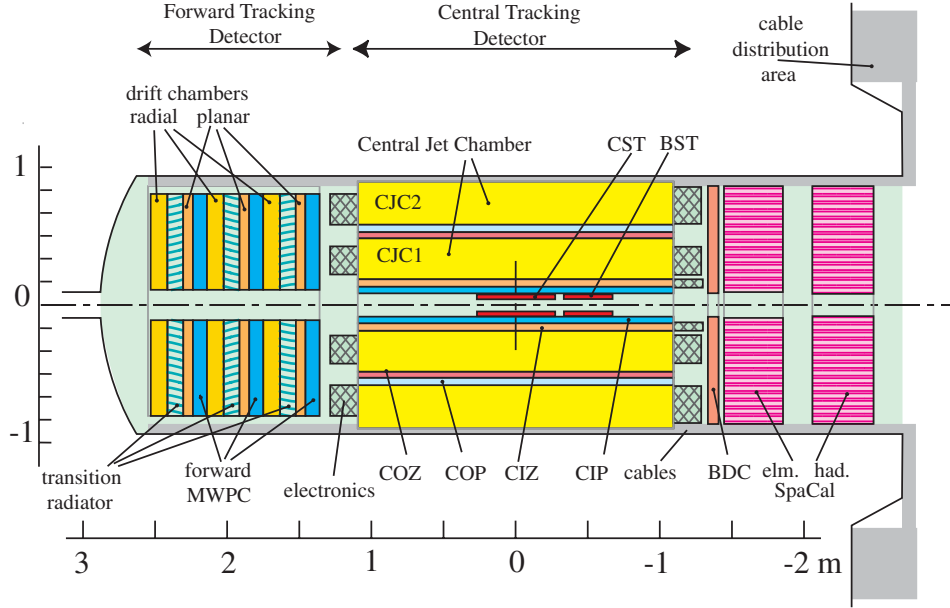 Forward Tracking
Detector
Central Tracking
Detector
cable
distribution
area
drift chambers
radial planar
Central Jet Chamber
CST BST
1
CJC2
CJC1
0
-1
transition
radiator
forward
MWPC
electronics
COZ COP CIZ CIP cables BDC elm. had.
SpaCal
3 2 1 0 -1 -2 m